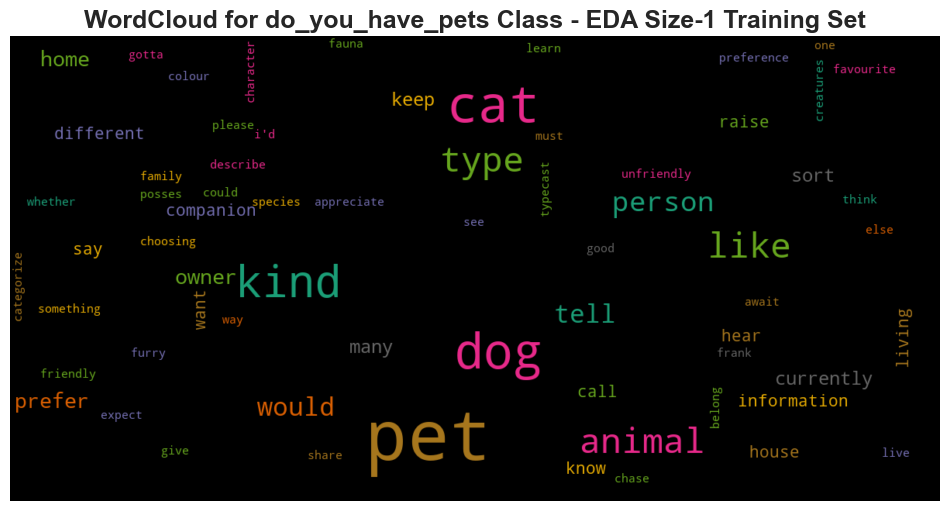 WordCloud for do_you_have_pets Class - EDA Size-1 Training Set
fauna
learn
one
home
gotta
colour
character
preference
creatures
favourite
keep
cat
different
please
i'd
must
raise
describe
type
family
typecast
unfriendly
sort
whether
posses
could
species
appreciate
companion
person
think
see
else
say
choosing
good
like
categorize
owner
kind
want
something
way
tell
await
living
many
dog
hear
frank
furry
friendly
currently
prefer
expect
would
call
belong
information
pet
animal
give
share
know
chase
house
live